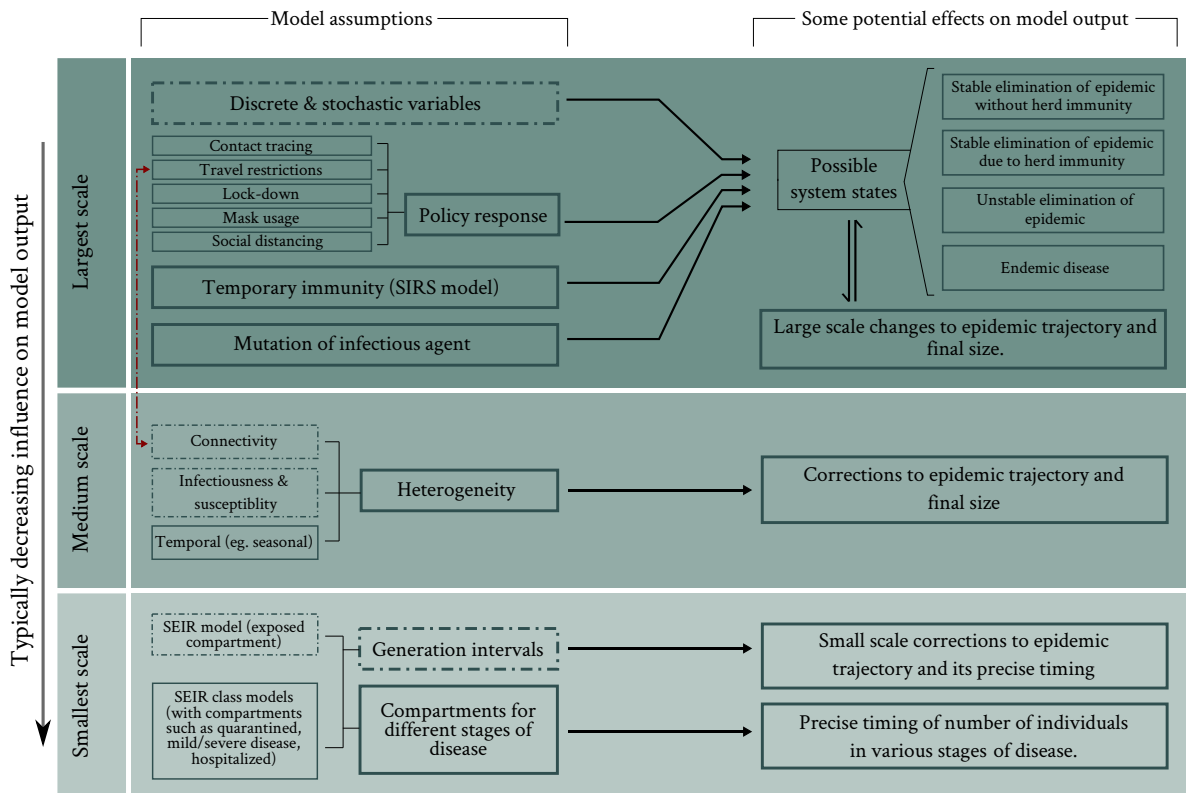 Model assumptions
Some potential effects on model output
Typically decreasing influence on model output
Largest scale
Discrete & stochastic variables
Contact tracing
Travel restrictions
Lock-down
Mask usage
Social distancing
Policy response
Temporary immunity (SIRS model)
Mutation of infectious agent
Possible
system states
Stable elimination of epidemic
without herd immunity
Stable elimination of epidemic
due to herd immunity
Unstable elimination of
epidemic
Endemic disease
Large scale changes to epidemic trajectory and
final size.
Medium scale
Connectivity
Infectiousness &
susceptiblity
Temporal (eg. seasonal)
Heterogeneity
Corrections to epidemic trajectory and
final size
Smallest scale
SEIR model (exposed
compartment)
Generation intervals
SEIR class models
(with compartments
such as quarantined,
mild/severe disease,
hospitalized)
Compartments for
different stages of
disease
Small scale corrections to epidemic
trajectory and its precise timing
Precise timing of number of individuals
in various stages of disease.